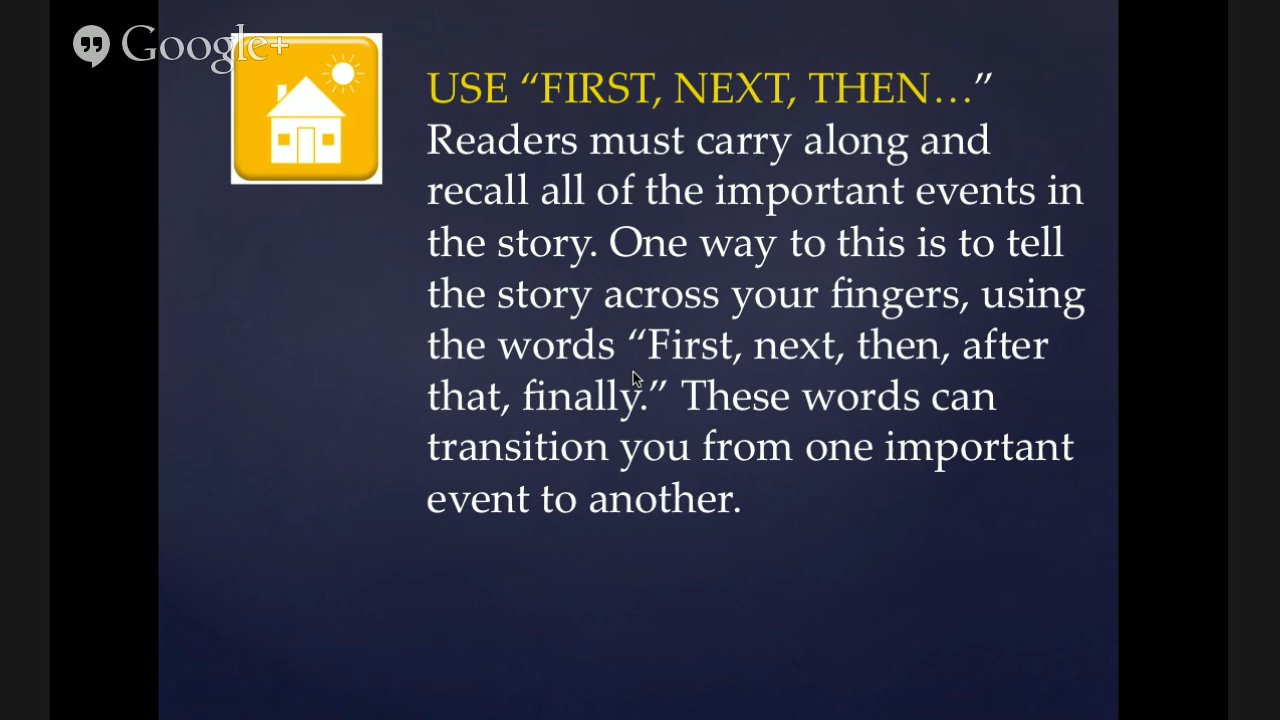 Google+
USE “FIRST, NEXT, THEN…”
Readers must carry along and
recall all of the important events in
the story. One way to this is to tell
the story across your fingers, using
the words “First, next, then, after
that, finally.” These words can
transition you from one important
event to another.